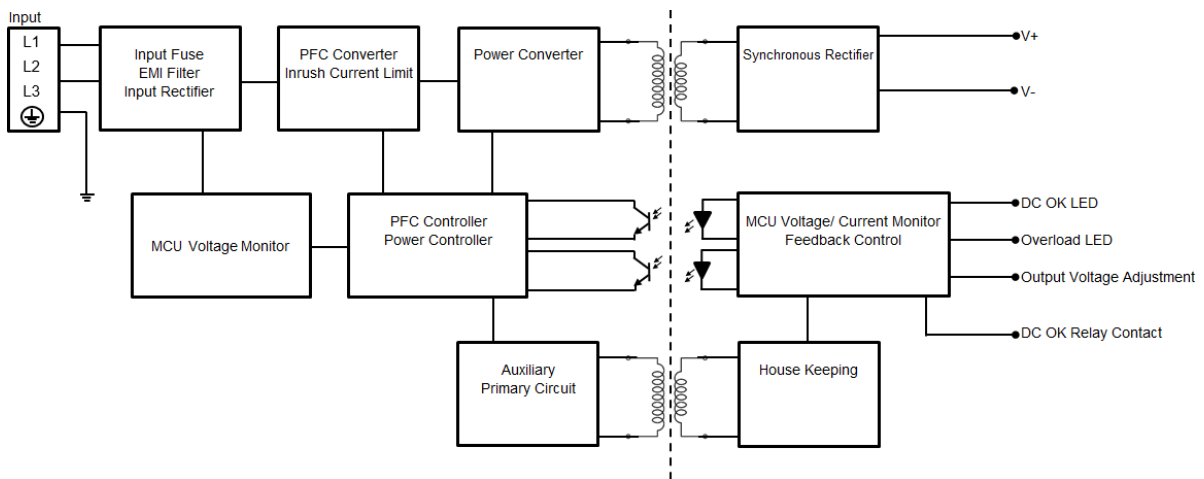 Input
L1
L2
L3
Input Fuse
EMI Filter
Input Rectifier
PFC Converter
Inrush Current Limit
Power Converter
Synchronous Rectifier
V+
V-
MCU Voltage Monitor
PFC Controller
Power Controller
MCU Voltage/ Current Monitor
Feedback Control
DC OK LED
Overload LED
Output Voltage Adjustment
DC OK Relay Contact
Auxiliary
Primary Circuit
House Keeping